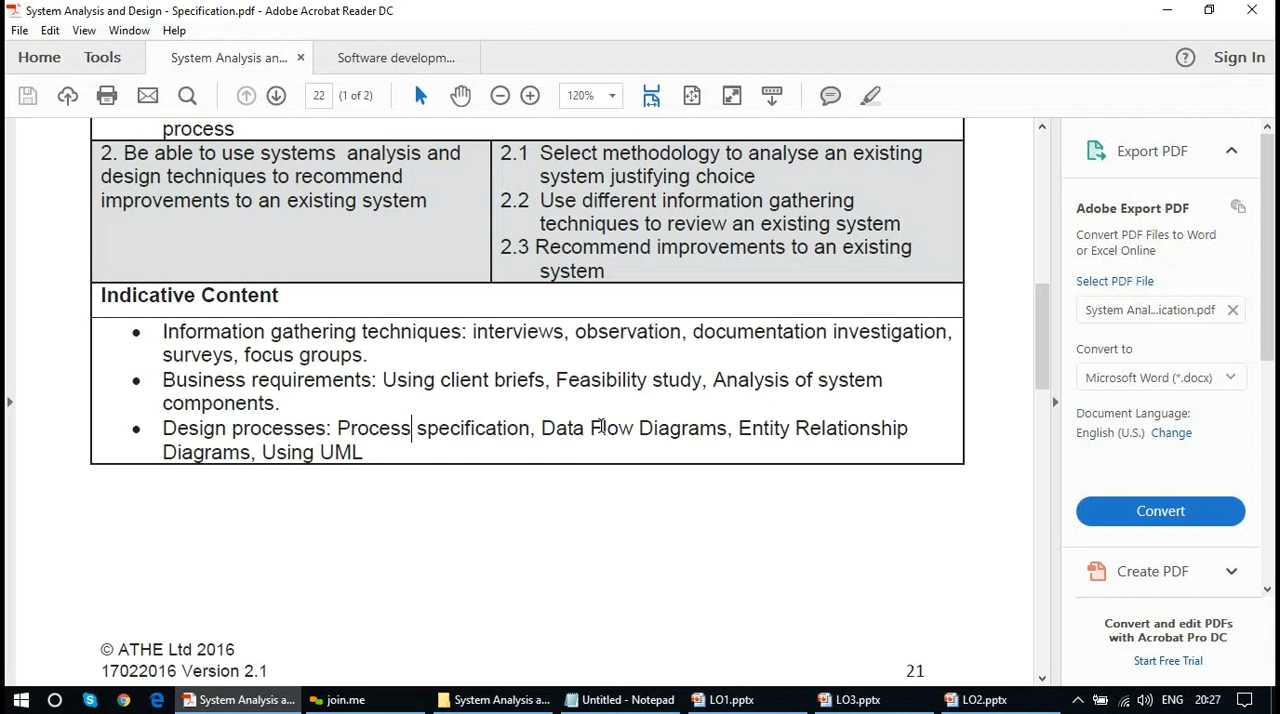 System Analysis and Design - Specification.pdf - Adobe Acrobat Reader DC
File Edit View Window Help
Home Tools System Analysis an... × Software developm... Sign In
22 (1 of 2) 120%
process
2. Be able to use systems analysis and
design techniques to recommend
improvements to an existing system
2.1 Select methodology to analyse an existing
system justifying choice
2.2 Use different information gathering
techniques to review an existing system
2.3 Recommend improvements to an existing
system
Indicative Content
• Information gathering techniques: interviews, observation, documentation investigation,
surveys, focus groups.
• Business requirements: Using client briefs, Feasibility study, Analysis of system
components.
• Design processes: Process specification, Data Flow Diagrams, Entity Relationship
Diagrams, Using UML
© ATHE Ltd 2016
17022016 Version 2.1
21
Export PDF
Adobe Export PDF
Convert PDF Files to Word
or Excel Online
Select PDF File
System Anal...ication.pdf
Convert to
Microsoft Word (*.docx)
Document Language:
English (U.S.) Change
Convert
Create PDF
Convert and edit PDFs
with Acrobat Pro DC
Start Free Trial
System Analysis a... join.me System Analysis a... Untitled - Notepad LO1.pptx LO3.pptx LO2.pptx ENG 20:27